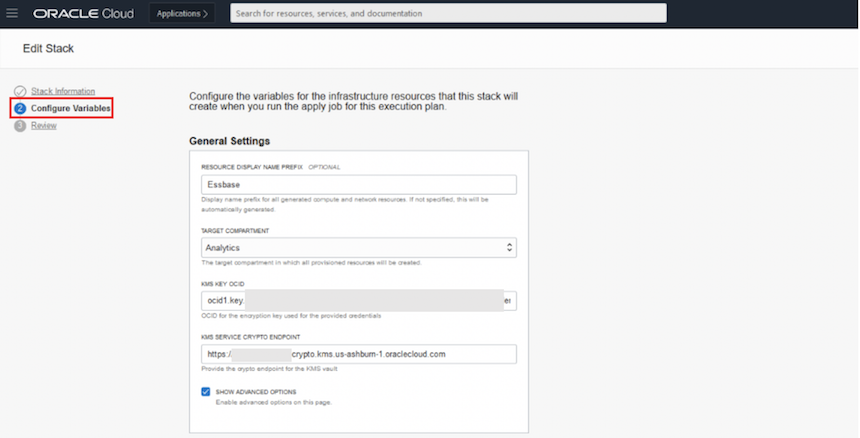 ORACLE Cloud
Applications >
Search for resources, services, and documentation
Edit Stack
Stack Information
2 Configure Variables
3 Review
Configure the variables for the infrastructure resources that this stack will
create when you run the apply job for this execution plan.
General Settings
RESOURCE DISPLAY NAME PREFIX OPTIONAL
Essbase
Display name prefix for all generated compute and network resources. If not specified, this will be
automatically generated.
TARGET COMPARTMENT
Analytics
The target compartment in which all provisioned resources will be created.
KMS KEY OCID
ocid1.key.
OCID for the encryption key used for the provided credentials
KMS SERVICE CRYPTO ENDPOINT
https:/ crypto.kms.us-ashburn-1.oraclecloud.com
Provide the crypto endpoint for the KMS vault
SHOW ADVANCED OPTIONS
Enable advanced options on this page.